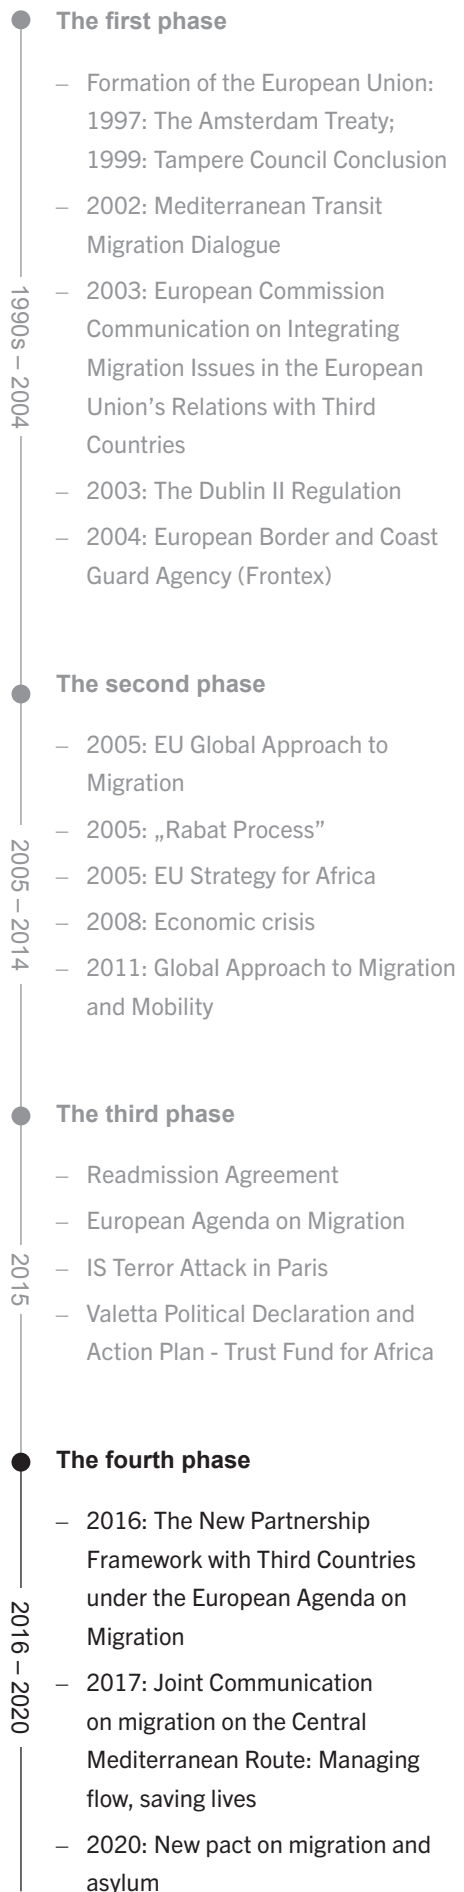 The first phase
– Formation of the European Union:
1997: The Amsterdam Treaty;
1999: Tampere Council Conclusion
– 2002: Mediterranean Transit
Migration Dialogue
1990s – 2004
– 2003: European Commission
Communication on Integrating
Migration Issues in the European
Union’s Relations with Third
Countries
– 2003: The Dublin II Regulation
– 2004: European Border and Coast
Guard Agency (Frontex)
The second phase
– 2005: EU Global Approach to
Migration
– 2005: „Rabat Process”
2005 – 2014
– 2005: EU Strategy for Africa
– 2008: Economic crisis
– 2011: Global Approach to Migration
and Mobility
The third phase
– Readmission Agreement
– European Agenda on Migration
2015
– IS Terror Attack in Paris
– Valetta Political Declaration and
Action Plan - Trust Fund for Africa
The fourth phase
– 2016: The New Partnership
Framework with Third Countries
under the European Agenda on
Migration
2016 – 2020
– 2017: Joint Communication
on migration on the Central
Mediterranean Route: Managing
flow, saving lives
– 2020: New pact on migration and
asylum